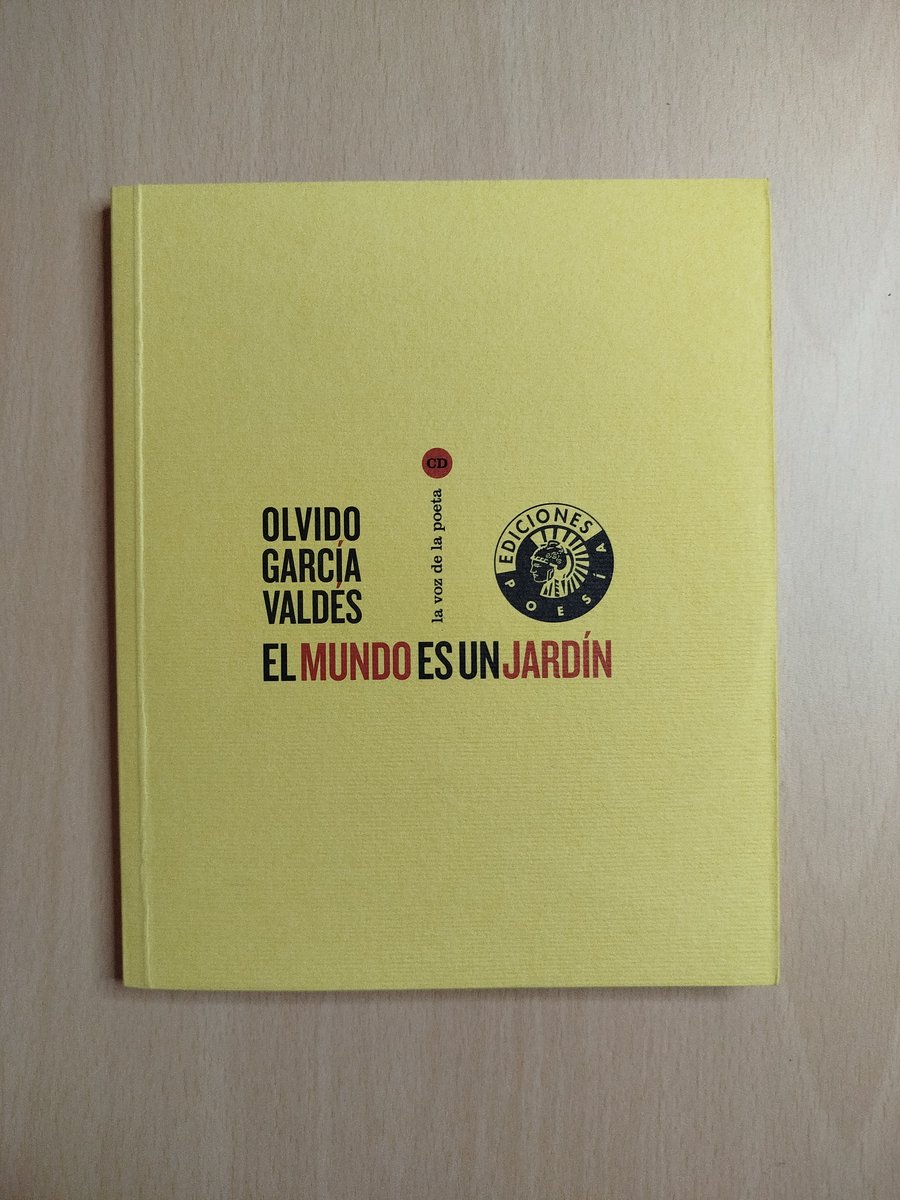 OLVIDO
GARCÍA
VALDÉS
CD
la voz de la poeta
EDICIONES
POESÍA
EL MUNDO ES UN JARDÍN